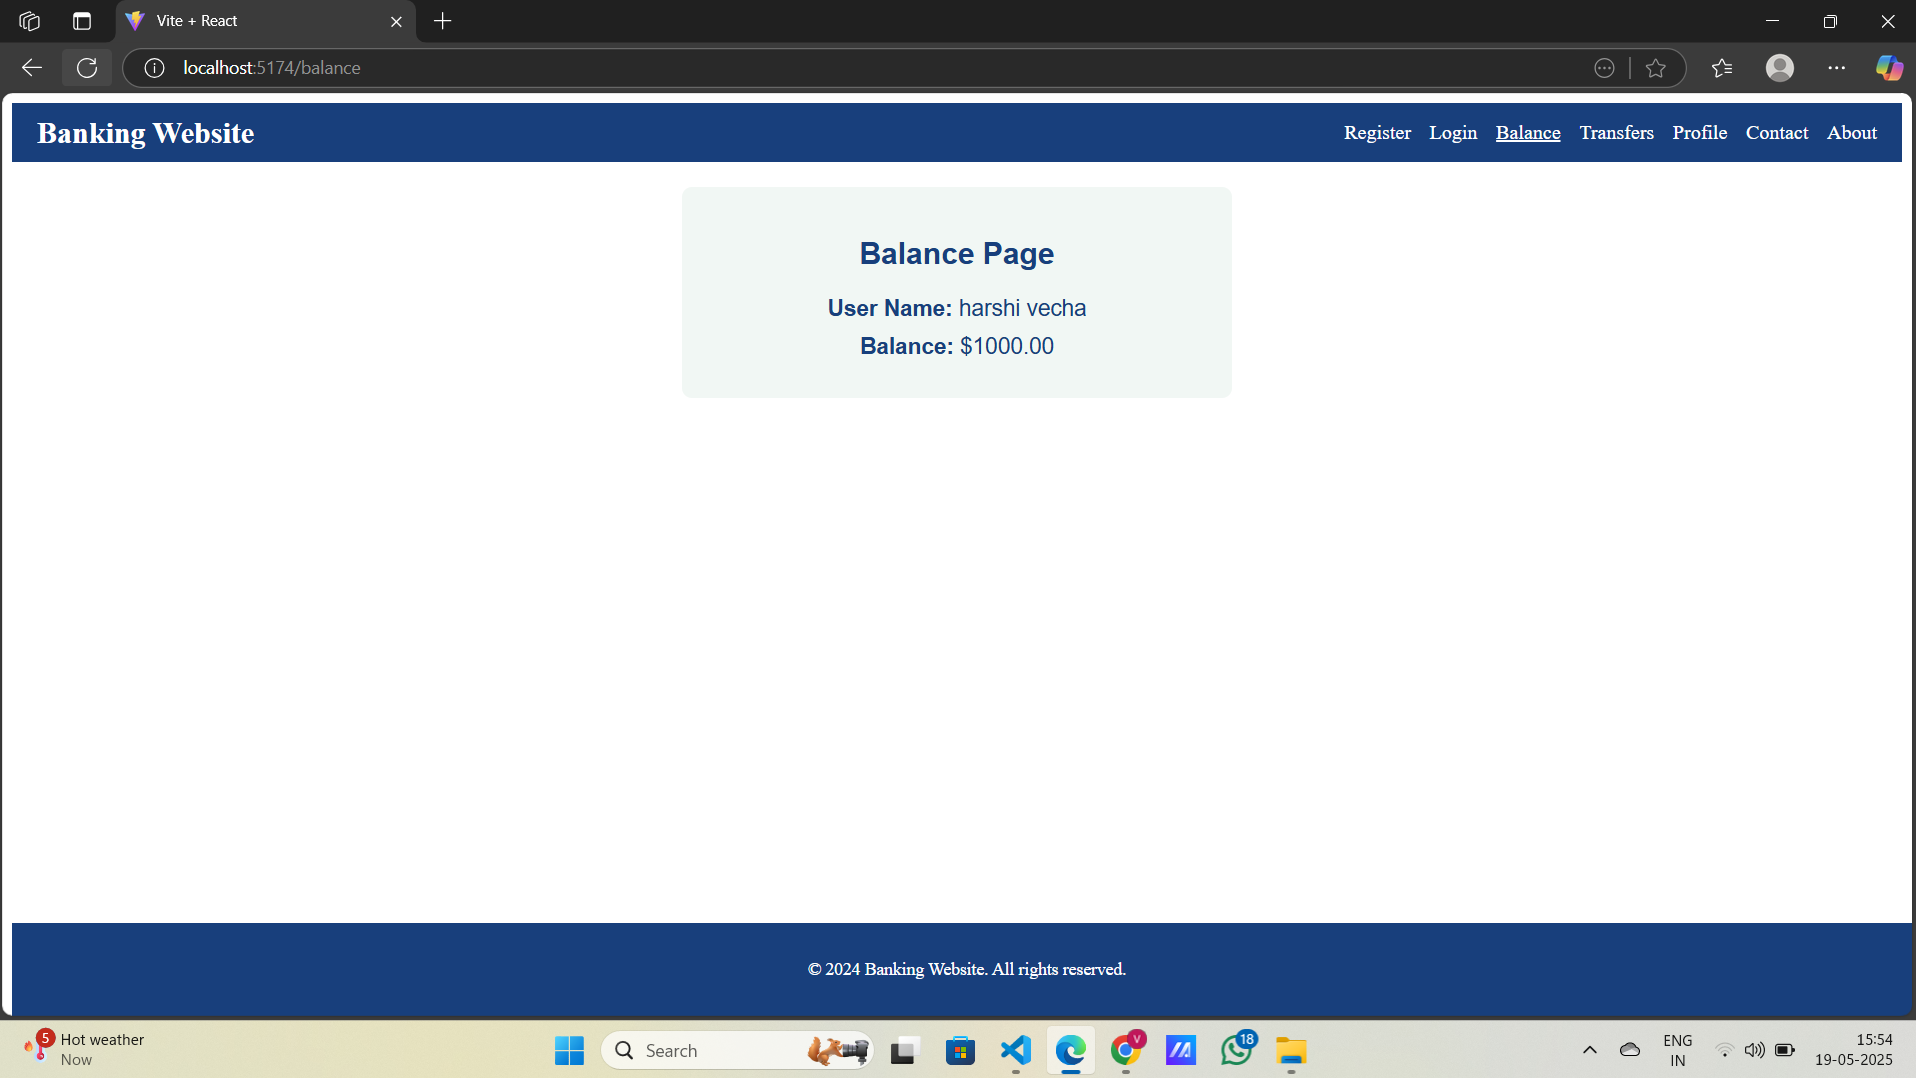 Vite + React
localhost:5174/balance
Banking Website
Register Login Balance Transfers Profile Contact About
Balance Page
User Name: harshi vecha
Balance: $1000.00
© 2024 Banking Website. All rights reserved.
5
Hot weather
Now
Search
V
18
ENG
IN
15:54
19-05-2025